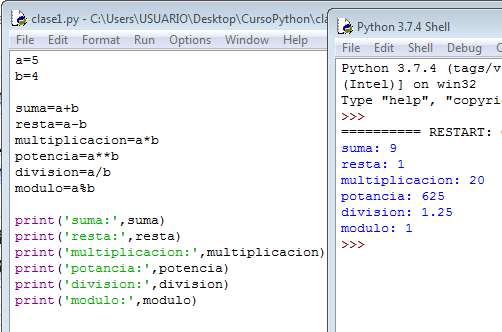 clase1.py - C:\Users\USUARIO\Desktop\CursoPython\cla
File Edit Format Run Options Window Help
a=5
b=4
suma=a+b
resta=a-b
multiplicacion=a*b
potencia=a**b
division=a/b
modulo=a%b
print('suma:',suma)
print('resta:',resta)
print('multiplicacion:',multiplicacion)
print('potancia:',potencia)
print('division:',division)
print('modulo:',modulo)
Python 3.7.4 Shell
File Edit Shell Debug
Python 3.7.4 (tags/v
(Intel)] on win32
Type "help", "copyri
>>>
========== RESTART:
suma: 9
resta: 1
multiplicacion: 20
potancia: 625
division: 1.25
modulo: 1
>>>